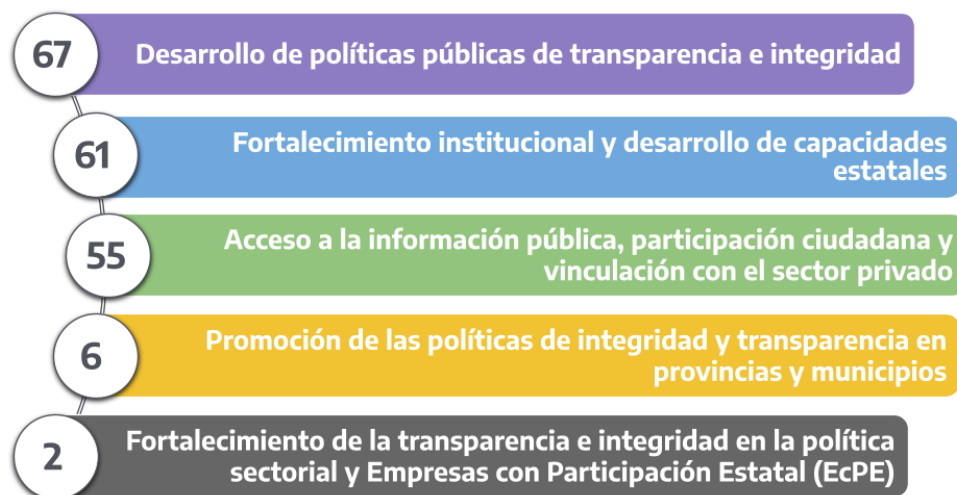 67
Desarrollo de políticas públicas de transparencia e integridad
61
Fortalecimiento institucional y desarrollo de capacidades
estatales
55
Acceso a la información pública, participación ciudadana y
vinculación con el sector privado
6
Promoción de las políticas de integridad y transparencia en
provincias y municipios
2
Fortalecimiento de la transparencia e integridad en la política
sectorial y Empresas con Participación Estatal (EcPE)